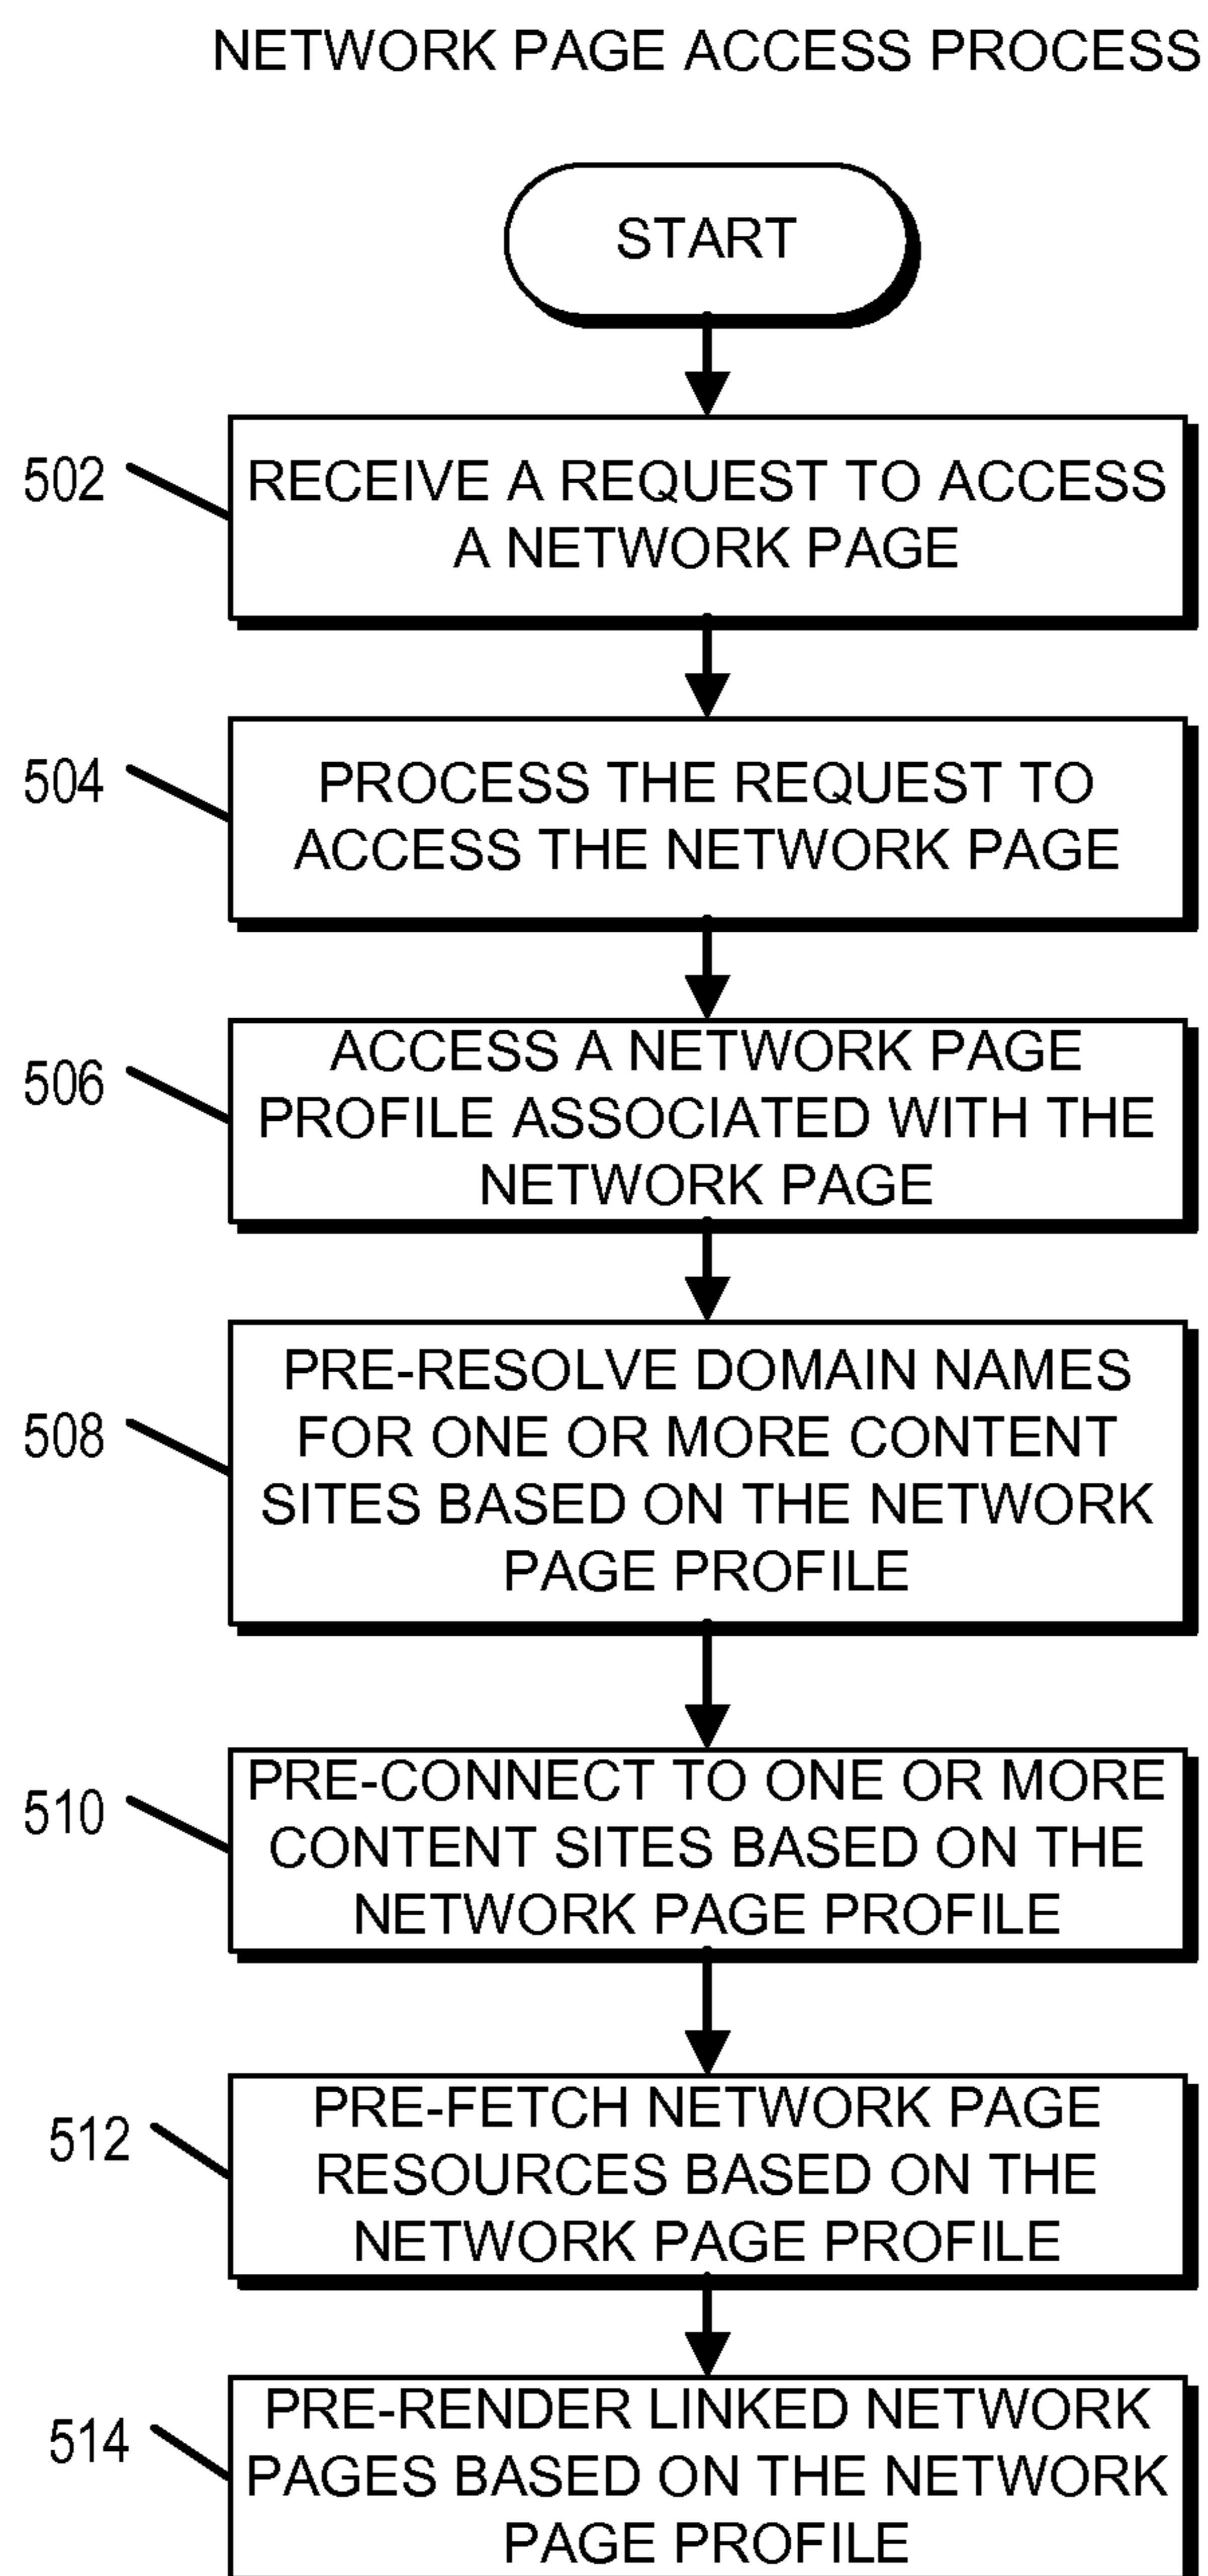 NETWORK PAGE ACCESS PROCESS
START
502
RECEIVE A REQUEST TO ACCESS
A NETWORK PAGE
504
PROCESS THE REQUEST TO
ACCESS THE NETWORK PAGE
506
ACCESS A NETWORK PAGE
PROFILE ASSOCIATED WITH THE
NETWORK PAGE
508
PRE-RESOLVE DOMAIN NAMES
FOR ONE OR MORE CONTENT
SITES BASED ON THE NETWORK
PAGE PROFILE
510
PRE-CONNECT TO ONE OR MORE
CONTENT SITES BASED ON THE
NETWORK PAGE PROFILE
512
PRE-FETCH NETWORK PAGE
RESOURCES BASED ON THE
NETWORK PAGE PROFILE
514
PRE-RENDER LINKED NETWORK
PAGES BASED ON THE NETWORK
PAGE PROFILE